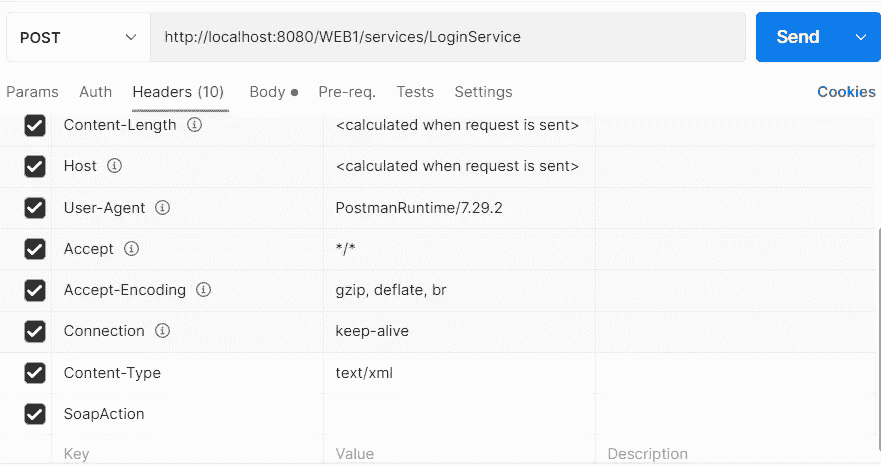 POST http://localhost:8080/WEB1/services/LoginService Send
Params Auth Headers (10) Body Pre-req. Tests Settings Cookies
Content-Length <calculated when request is sent>
Host <calculated when request is sent>
User-Agent PostmanRuntime/7.29.2
Accept */*
Accept-Encoding gzip, deflate, br
Connection keep-alive
Content-Type text/xml
SoapAction
Key Value Description